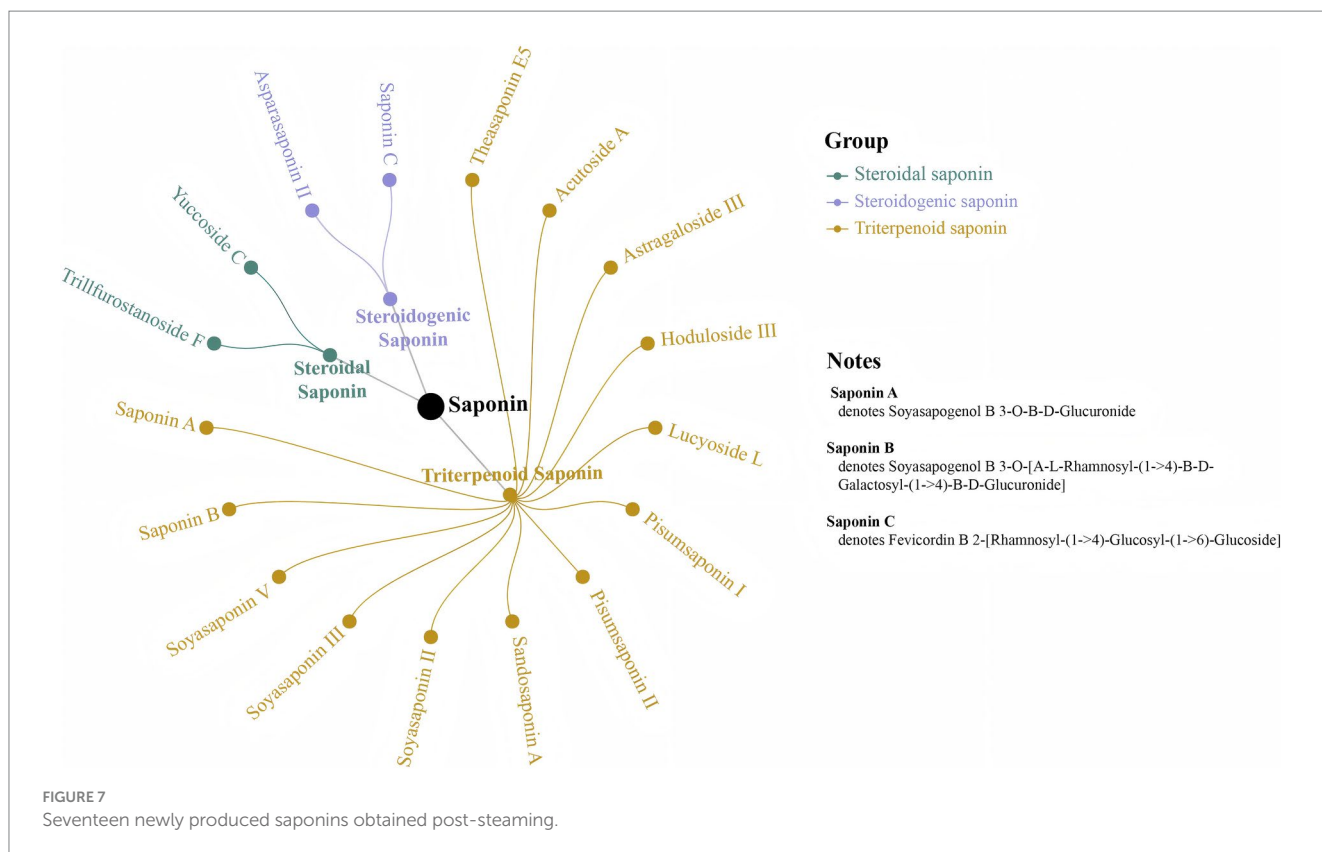 Theasaponin E5
Saponin C
Asparasaponin II
Acutoside A
Yuccoside C
Astragaloside III
Trillfurostanoside F
Hoduloside III
Steroidogenic
Saponin
Steroidal
Saponin
Saponin
Saponin A
Lucyoside L
Triterpenoid Saponin
Saponin B
Pisumsaponin I
Soyasaponin V
Soyasaponin III
Soyasaponin II
Sandosaponin A
Pisumsaponin II
Group
Steroidal saponin
Steroidogenic saponin
Triterpenoid saponin
Notes
Saponin A
denotes Soyasapogenol B 3-O-B-D-Glucuronide
Saponin B
denotes Soyasapogenol B 3-O-[A-L-Rhamnosyl-(1->4)-B-D-
Galactosyl-(1->4)-B-D-Glucuronide]
Saponin C
denotes Fevicordin B 2-[Rhamnosyl-(1->4)-Glucosyl-(1->6)-Glucoside]
FIGURE 7
Seventeen newly produced saponins obtained post-steaming.